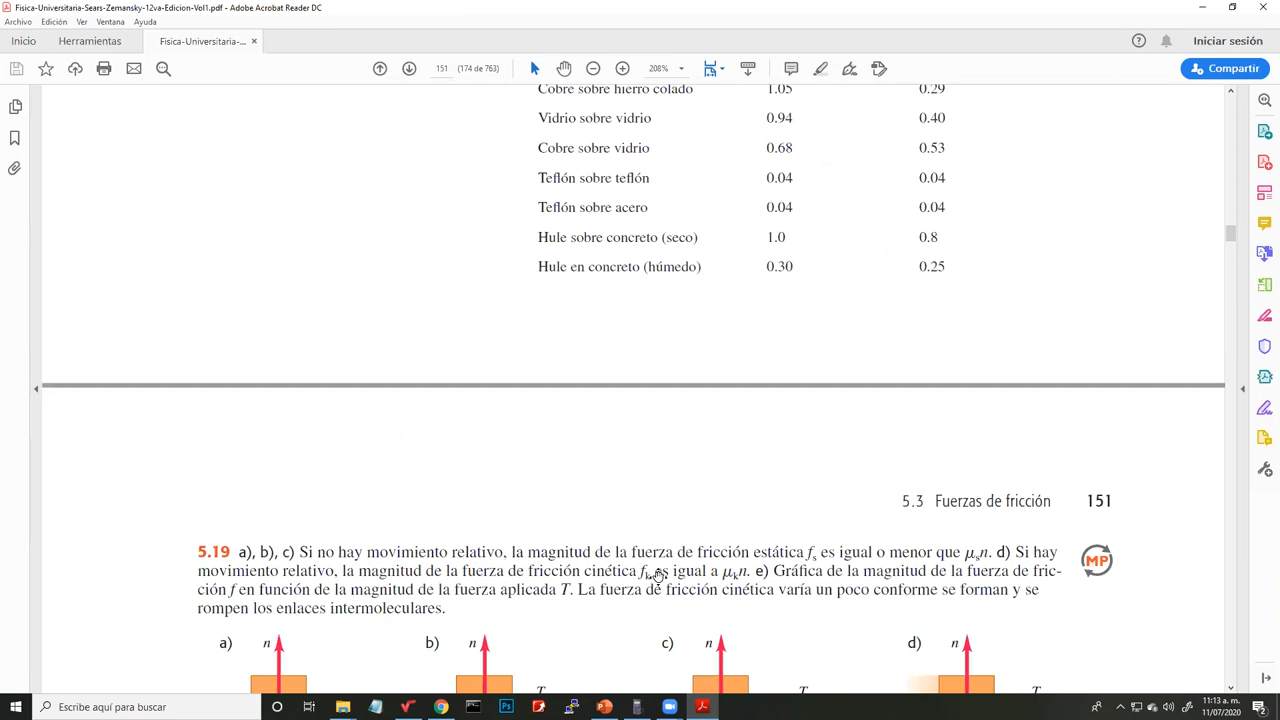 Fisica-Universitaria-Sears-Zemansky-12va-Edicion-Vol1.pdf - Adobe Acrobat Reader DC
Archivo Edición Ver Ventana Ayuda
Inicio Herramientas Fisica-Universitaria-... × Iniciar sesión
151 (174 de 763) 208% Compartir
Cobre sobre hierro colado 1.05 0.29
Vidrio sobre vidrio 0.94 0.40
Cobre sobre vidrio 0.68 0.53
Teflón sobre teflón 0.04 0.04
Teflón sobre acero 0.04 0.04
Hule sobre concreto (seco) 1.0 0.8
Hule en concreto (húmedo) 0.30 0.25
5.3 Fuerzas de fricción 151
5.19 a), b), c) Si no hay movimiento relativo, la magnitud de la fuerza de fricción estática fs es igual o menor que μsn. d) Si hay
movimiento relativo, la magnitud de la fuerza de fricción cinética fk es igual a μkn. e) Gráfica de la magnitud de la fuerza de fric-
ción f en función de la magnitud de la fuerza aplicada T. La fuerza de fricción cinética varía un poco conforme se forman y se
rompen los enlaces intermoleculares.
MP
a) n b) n c) n d) n
T T T
Escribe aquí para buscar
11:13 a. m.
11/07/2020
2